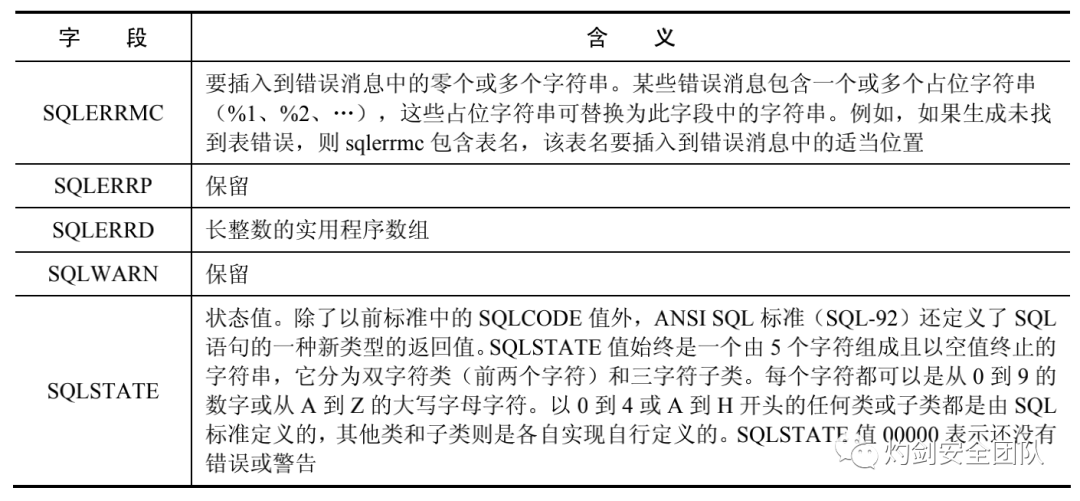 字 段 含 义
要插入到错误消息中的零个或多个字符串。某些错误消息包含一个或多个占位字符串
SQLERRMC （%1、%2、…），这些占位字符串可替换为此字段中的字符串。例如，如果生成未找
到表错误，则 sqlerrmc 包含表名，该表名要插入到错误消息中的适当位置
SQLERRP 保留
SQLERRD 长整数的实用程序数组
SQLWARN 保留
状态值。除了以前标准中的 SQLCODE 值外，ANSI SQL 标准（SQL-92）还定义了 SQL
语句的一种新类型的返回值。SQLSTATE 值始终是一个由 5 个字符组成且以空值终止的
字符串，它分为双字符类（前两个字符）和三字符子类。每个字符都可以是从 0 到 9 的
SQLSTATE 数字或从 A 到 Z 的大写字母字符。以 0 到 4 或 A 到 H 开头的任何类或子类都是由 SQL
标准定义的，其他类和子类则是各自实现自行定义的。SQLSTATE 值 00000 表示还没有
错误或警告
灼剑安全团队